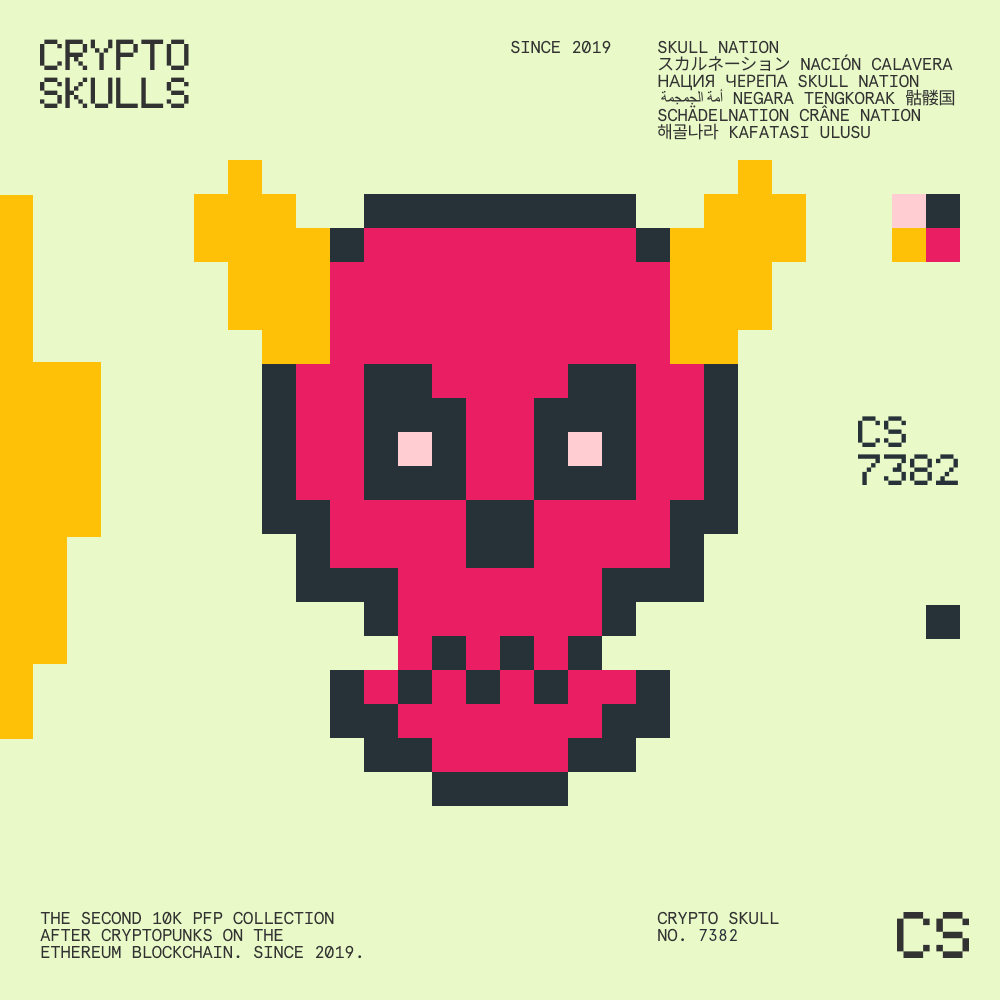 CRYPTO
SKULLS
SINCE 2019
SKULL NATION
スカルネーション NACIÓN CALAVERA
НАЦИЯ ЧЕРЕПА SKULL NATION
أمة الجمجمة NEGARA TENGKORAK 骷髅国
SCHÄDELNATION CRÂNE NATION
해골나라 KAFATASI ULUSU
CS
7382
THE SECOND 10K PFP COLLECTION
AFTER CRYPTOPUNKS ON THE
ETHEREUM BLOCKCHAIN. SINCE 2019.
CRYPTO SKULL
NO. 7382
CS